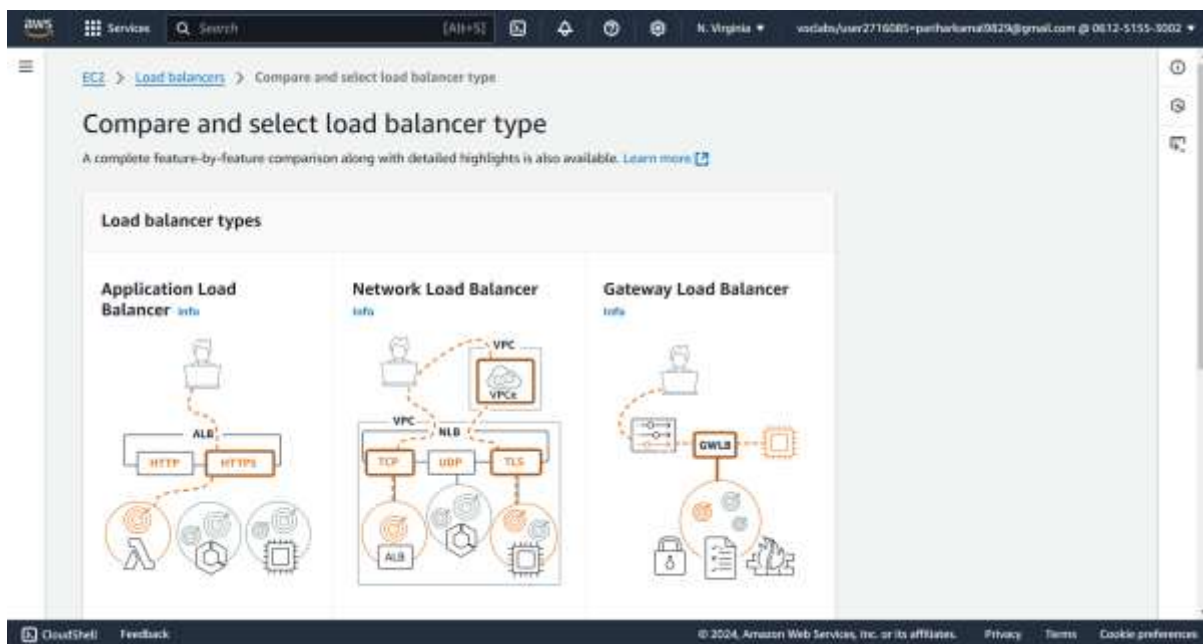 aws
Services
Search
[Alt+S]
N. Virginia
EC2 > Load balancers > Compare and select load balancer type
Compare and select load balancer type
A complete feature-by-feature comparison along with detailed highlights is also available. Learn more
Load balancer types
Application Load
Balancer Info
Network Load Balancer
Info
Gateway Load Balancer
Info
ALB
HTTP
HTTPS
VPC
VPCe
VPC
NLB
TCP
UDP
TLS
ALB
GWLB
CloudShell
Feedback
© 2024, Amazon Web Services, Inc. or its affiliates.
Privacy
Terms
Cookie preferences